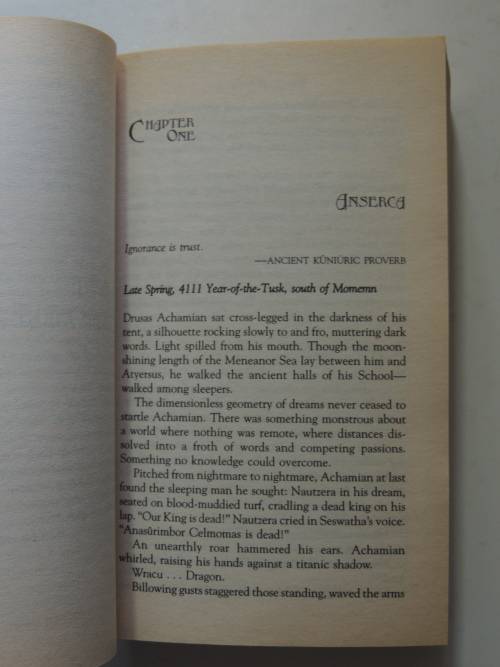 CHAPTER
ONE
ANSERCA
Ignorance is trust.
—ANCIENT KÛNIÜRIC PROVERB
Late Spring, 4111 Year-of-the-Tusk, south of Momemn
Drusas Achamian sat cross-legged in the darkness of his
tent, a silhouette rocking slowly to and fro, muttering dark
words. Light spilled from his mouth. Though the moon-
shining length of the Meneanor Sea lay between him and
Atyersus, he walked the ancient halls of his School—
walked among sleepers.
The dimensionless geometry of dreams never ceased to
startle Achamian. There was something monstrous about
a world where nothing was remote, where distances dis-
solved into a froth of words and competing passions.
Something no knowledge could overcome.
Pitched from nightmare to nightmare, Achamian at last
found the sleeping man he sought: Nautzera in his dream,
seated on blood-muddied turf, cradling a dead king on his
lap. “Our King is dead!” Nautzera cried in Seswatha’s voice.
“Anasûrimbor Celmomas is dead!”
An unearthly roar hammered his ears. Achamian
whirled, raising his hands against a titanic shadow.
Wracu . . . Dragon.
Billowing gusts staggered those standing, waved the arms